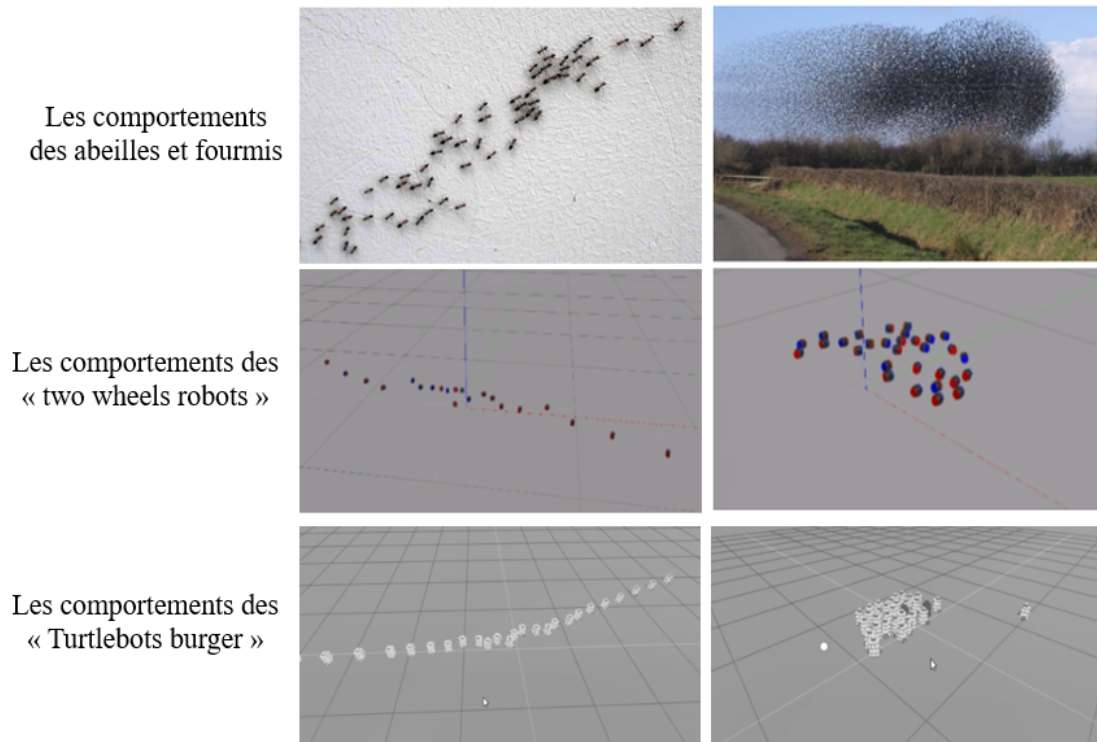 Les comportements
des abeilles et fourmis
Les comportements des
« two wheels robots »
Les comportements des
« Turtlebots burger »